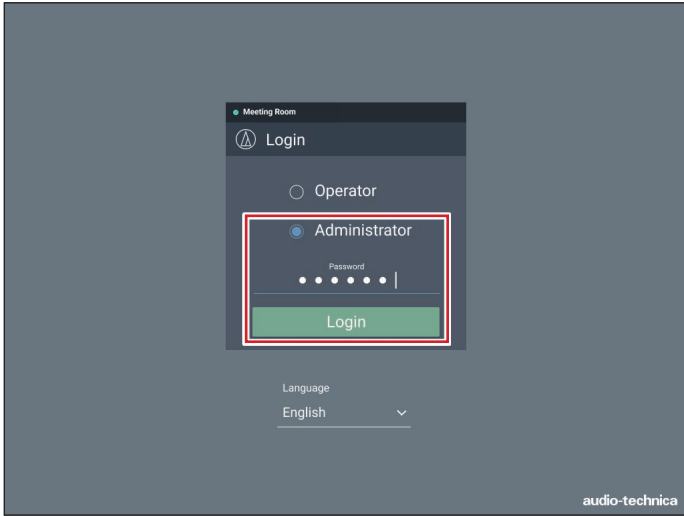 Meeting Room
Login
Operator
Administrator
Password
Login
Language
English
audio-technica